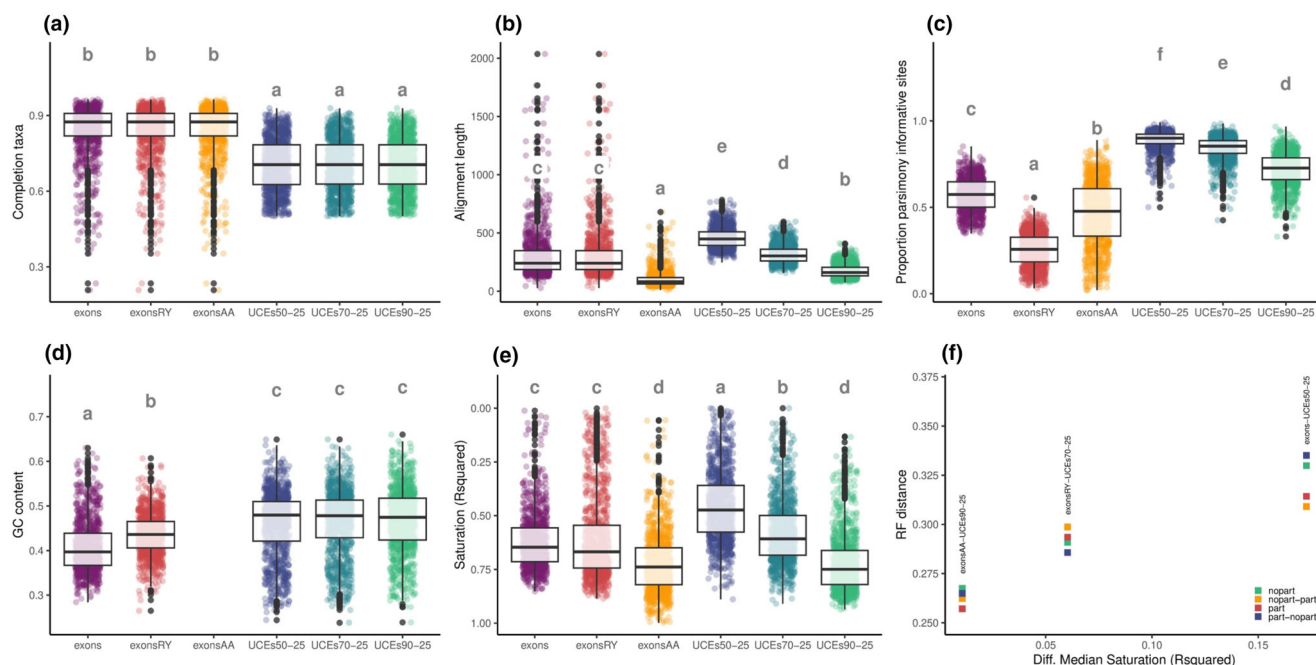 (a)
b b b a a a
Completion taxa
0.9
0.6
0.3
exons exonsRY exonsAA UCEs50-25 UCEs70-25 UCEs90-25
(b)
c c a e d b
Alignment length
2000
1500
1000
500
0
exons exonsRY exonsAA UCEs50-25 UCEs70-25 UCEs90-25
(c)
c a b f e d
Proportion parsimony informative sites
1.0
0.5
0.0
exons exonsRY exonsAA UCEs50-25 UCEs70-25 UCEs90-25
(d)
a b c c c
GC content
0.7
0.6
0.5
0.4
0.3
exons exonsRY exonsAA UCEs50-25 UCEs70-25 UCEs90-25
(e)
c c d a b d
Saturation (Rsquared)
0.00
0.25
0.50
0.75
1.00
exons exonsRY exonsAA UCEs50-25 UCEs70-25 UCEs90-25
(f)
RF distance
0.375
0.350
0.325
0.300
0.275
0.250
exonsAA-UCEs90-25
exonsRY-UCEs70-25
exons-UCEs50-25
nopart
nopart-part
part
part-nopart
0.05 0.10 0.15
Diff. Median Saturation (Rsquared)